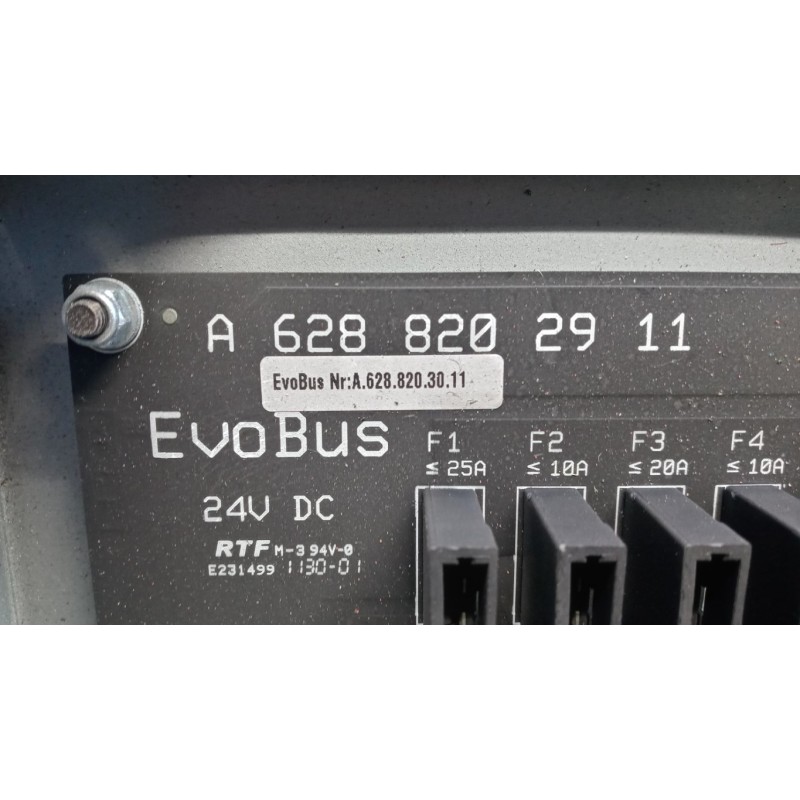 A 628 820 29 11
EvoBus Nr:A.628.820.30.11
EvoBus
F1 F2 F3 F4
≤ 25A ≤ 10A ≤ 20A ≤ 10A
24V DC
RTF M-3 94V-0
E231499 1130-01